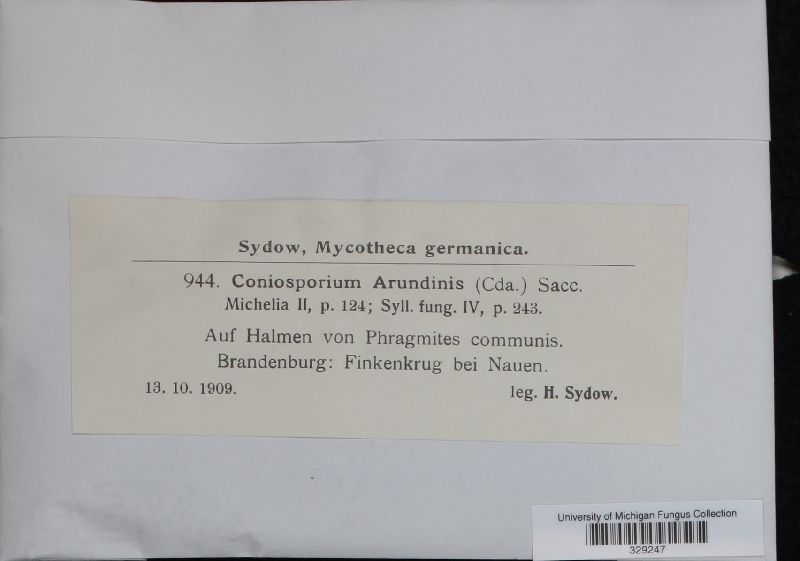 Sydow, Mycotheca germanica.
944. Coniosporium Arundinis (Cda.) Sacc.
Michelia II, p. 124; Syll. fung. IV, p. 243.
Auf Halmen von Phragmites communis.
Brandenburg: Finkenkrug bei Nauen.
13. 10. 1909. leg. H. Sydow.
University of Michigan Fungus Collection
329247